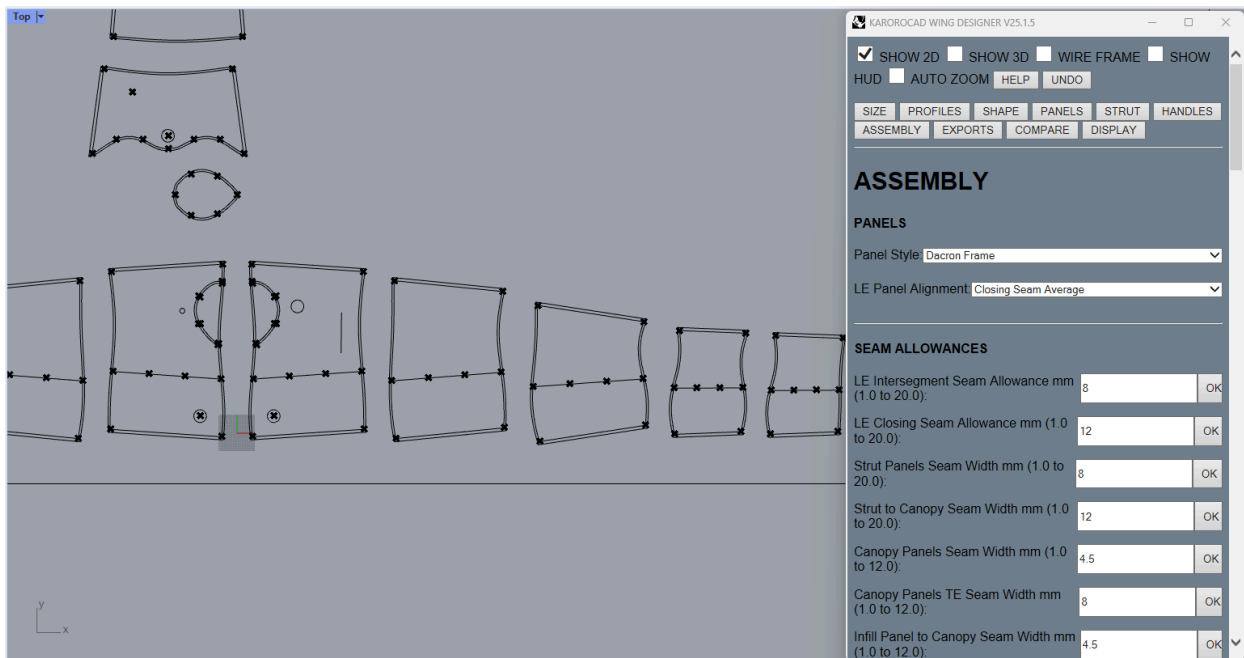 Top
KAROROCAD WING DESIGNER V25.1.5
SHOW 2D SHOW 3D WIRE FRAME SHOW
HUD AUTO ZOOM HELP UNDO
SIZE PROFILES SHAPE PANELS STRUT HANDLES
ASSEMBLY EXPORTS COMPARE DISPLAY
ASSEMBLY
PANELS
Panel Style: Dacron Frame
LE Panel Alignment: Closing Seam Average
SEAM ALLOWANCES
LE Intersegment Seam Allowance mm
(1.0 to 20.0): 8 OK
LE Closing Seam Allowance mm (1.0
to 20.0): 12 OK
Strut Panels Seam Width mm (1.0 to
20.0): 8 OK
Strut to Canopy Seam Width mm (1.0
to 20.0): 12 OK
Canopy Panels Seam Width mm (1.0
to 12.0): 4.5 OK
Canopy Panels TE Seam Width mm
(1.0 to 12.0): 8 OK
Infill Panel to Canopy Seam Width mm
(1.0 to 12.0): 4.5 OK
y
x